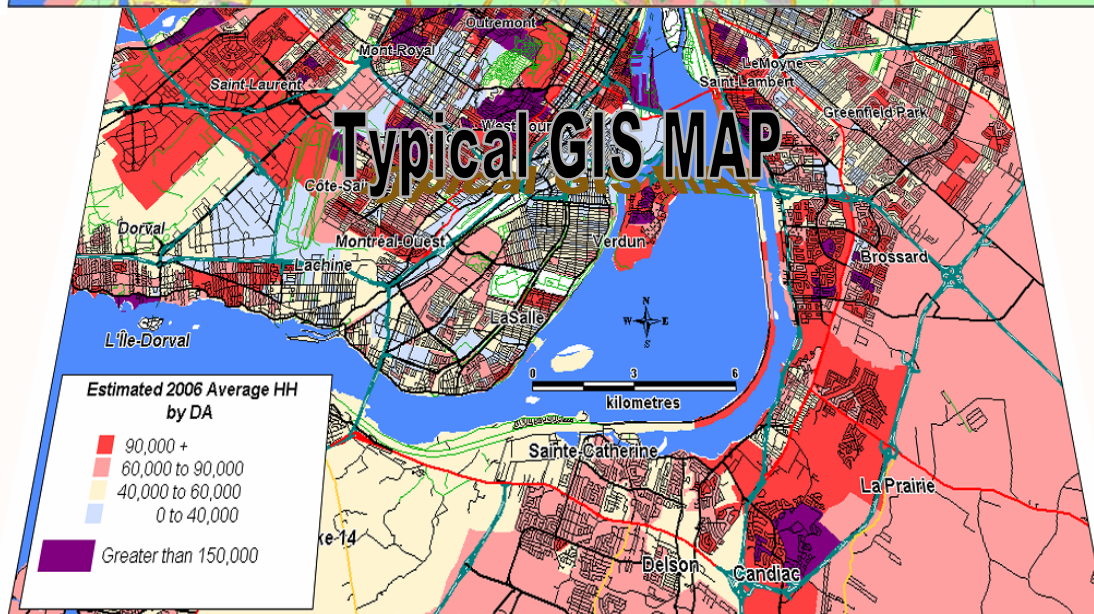 Outremont
Mont-Royal
LeMoyne
Saint-Laurent
Saint-Lambert
Greenfield Park
Typical GIS MAP
Dorval
Montréal-Ouest
Verdun
Lachine
Brossard
N
W E
S
LaSalle
L'Île-Dorval
0 3 6
kilometres
Estimated 2006 Average HH
by DA
90,000 +
60,000 to 90,000
40,000 to 60,000
0 to 40,000
Greater than 150,000
Sainte-Catherine
La Prairie
ke-14
Delson
Candiac